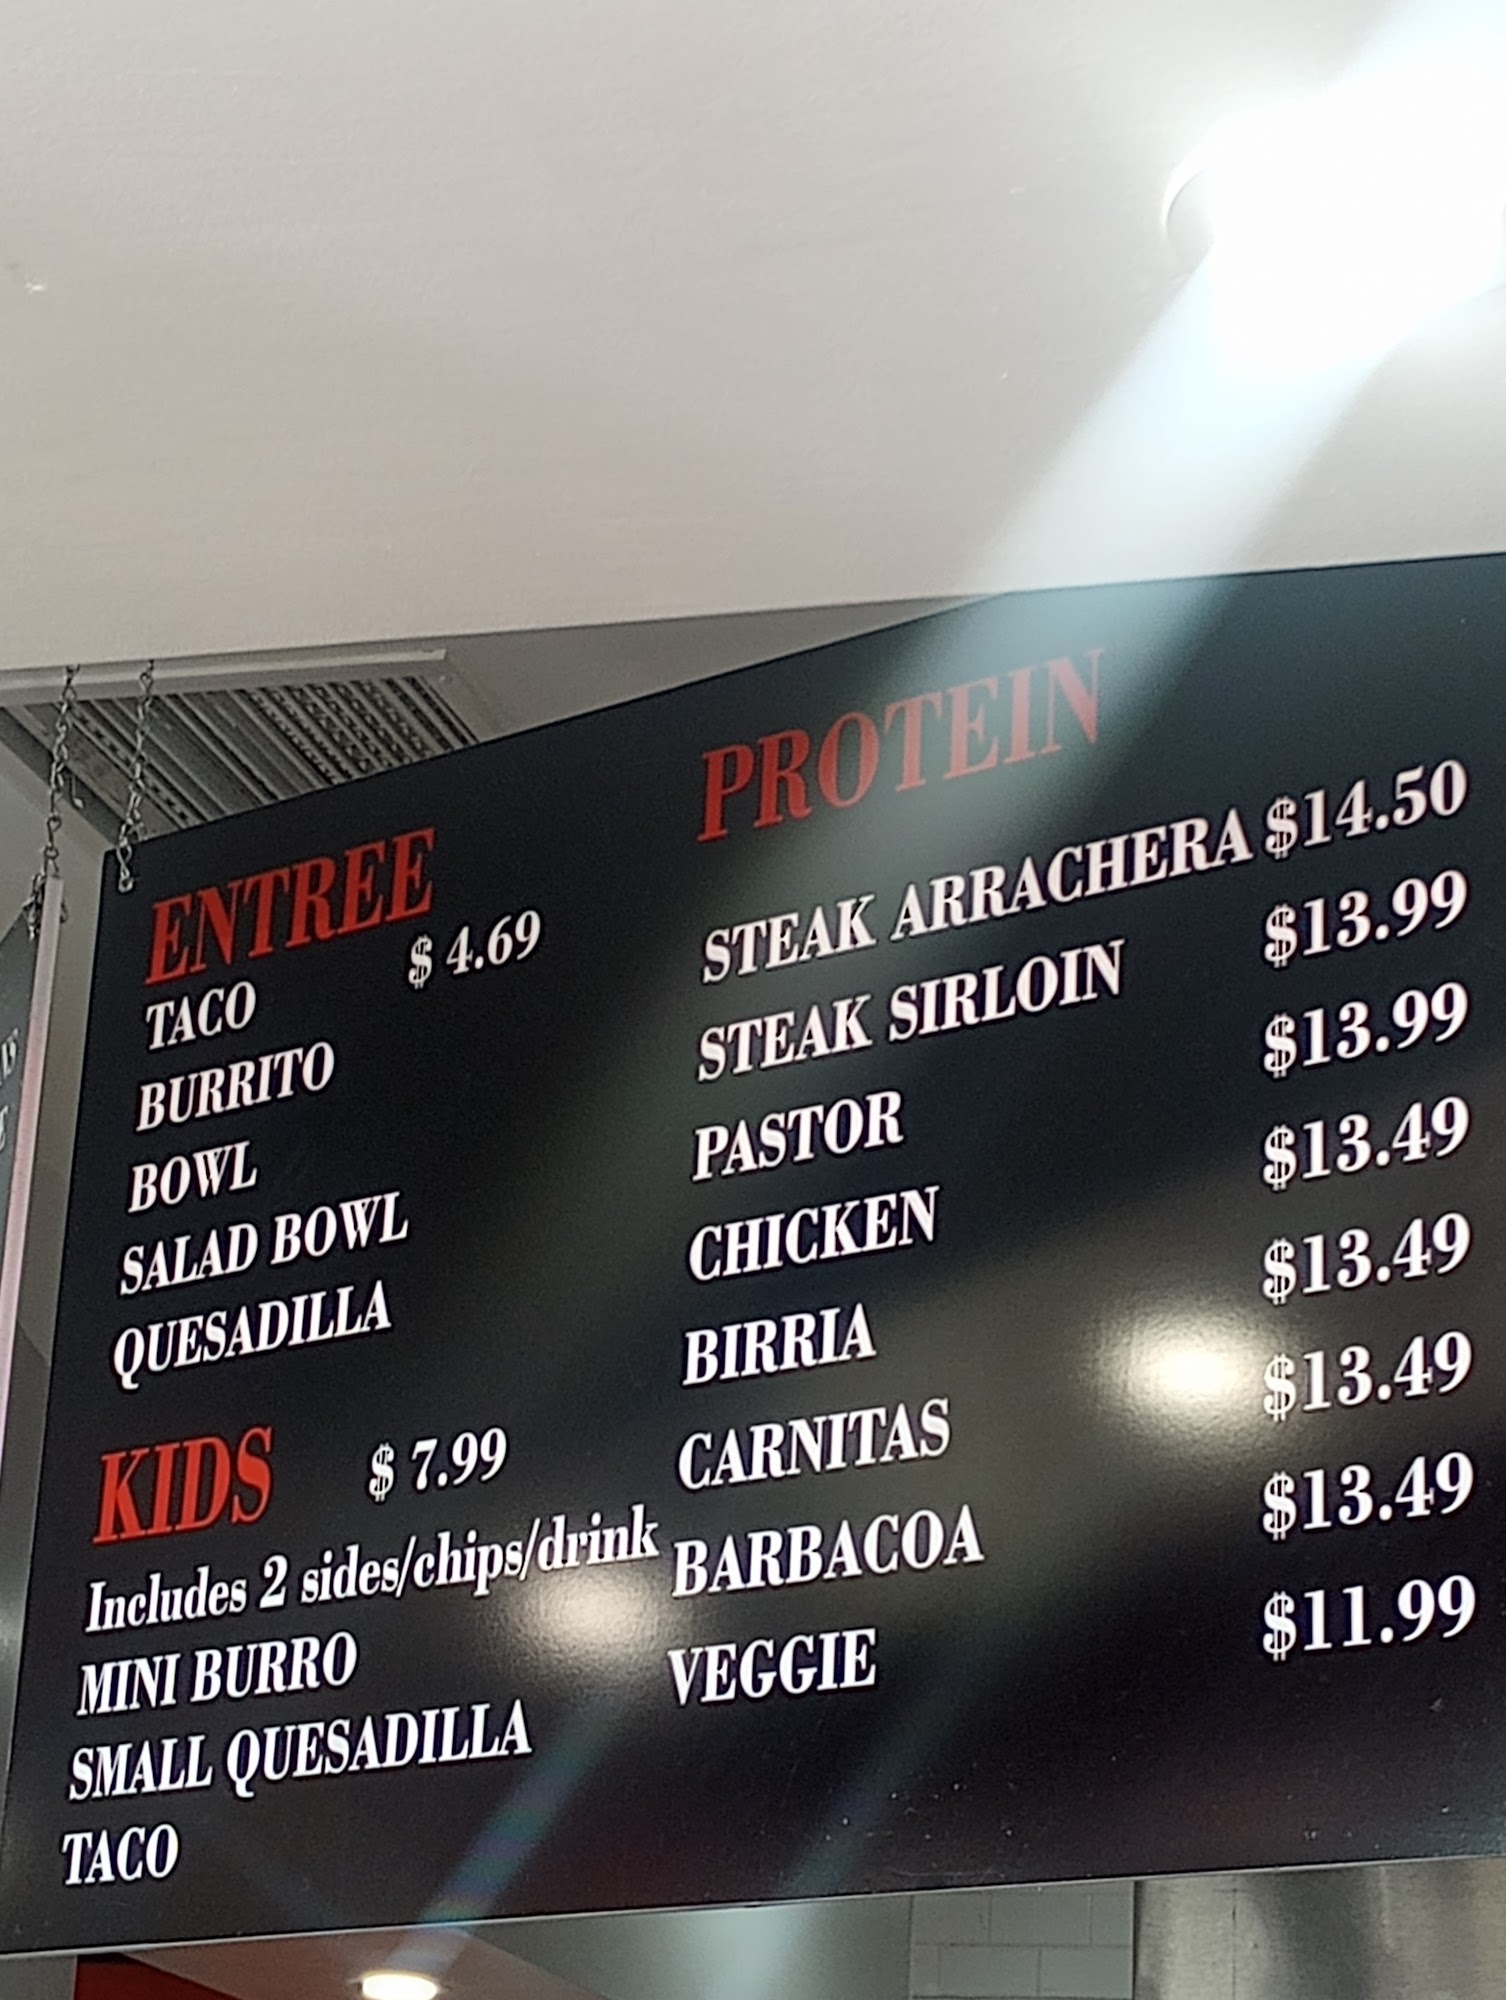 ENTREE
TACO $ 4.69
BURRITO
BOWL
SALAD BOWL
QUESADILLA
KIDS $ 7.99
Includes 2 sides/chips/drink
MINI BURRO
SMALL QUESADILLA
TACO
PROTEIN
STEAK ARRACHERA $14.50
STEAK SIRLOIN $13.99
PASTOR $13.99
CHICKEN $13.49
BIRRIA $13.49
CARNITAS $13.49
BARBACOA $13.49
VEGGIE $11.99